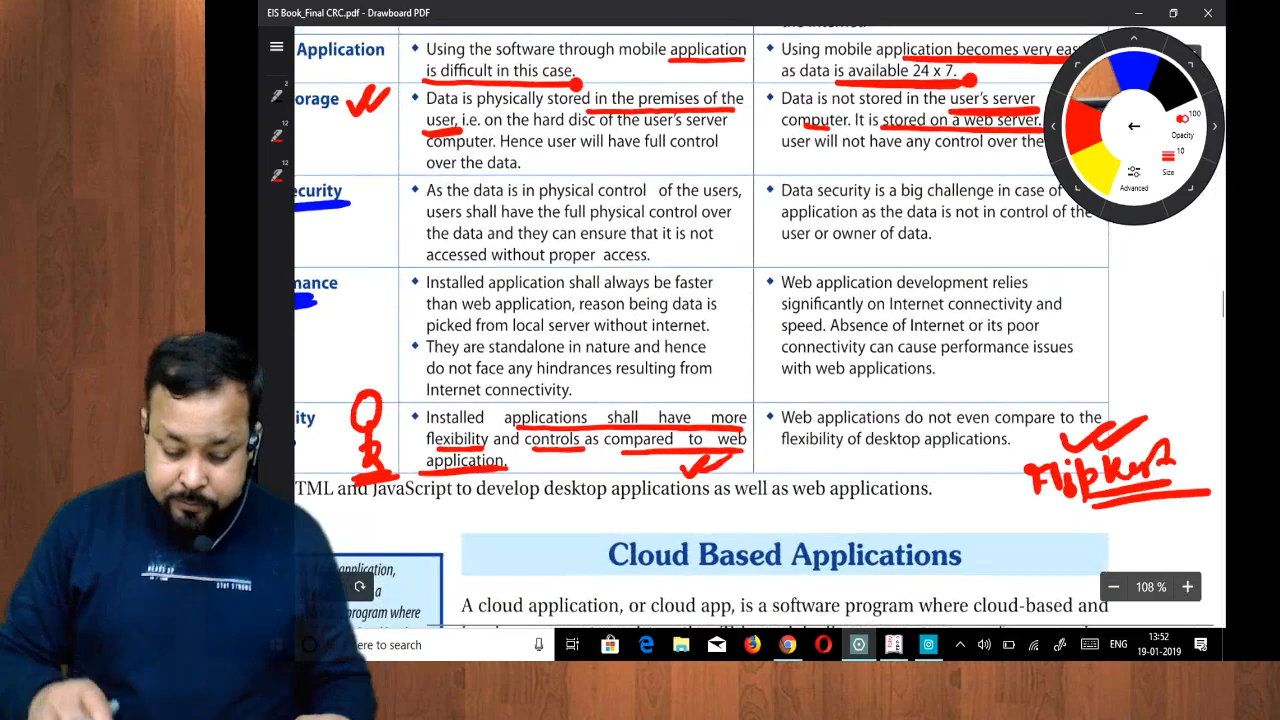 EIS Book_Final CRC.pdf - Drawboard PDF
Application
Using the software through mobile application
is difficult in this case.
Using mobile application becomes very
as data is available 24 x 7.
Data is physically stored in the premises of the
user, i.e. on the hard disc of the user's server
computer. Hence user will have full control
over the data.
Data is not stored in the user's server
computer. It is stored on a web server.
user will not have any control over the
As the data is in physical control of the users,
users shall have the full physical control over
the data and they can ensure that it is not
accessed without proper access.
Data security is a big challenge in case of
application as the data is not in control of the
user or owner of data.
Installed application shall always be faster
than web application, reason being data is
picked from local server without internet.
They are standalone in nature and hence
do not face any hindrances resulting from
Internet connectivity.
Web application development relies
significantly on Internet connectivity and
speed. Absence of Internet or its poor
connectivity can cause performance issues
with web applications.
Installed applications shall have more
flexibility and controls as compared to web
application.
Web applications do not even compare to the
flexibility of desktop applications.
Flipkart
TML and JavaScript to develop desktop applications as well as web applications.
Cloud Based Applications
application,
a
program where
A cloud application, or cloud app, is a software program where cloud-based and
100
Opacity
10
Size
Advanced
108 %
to search
ENG
13:52
19-01-2019
STAY STRONG